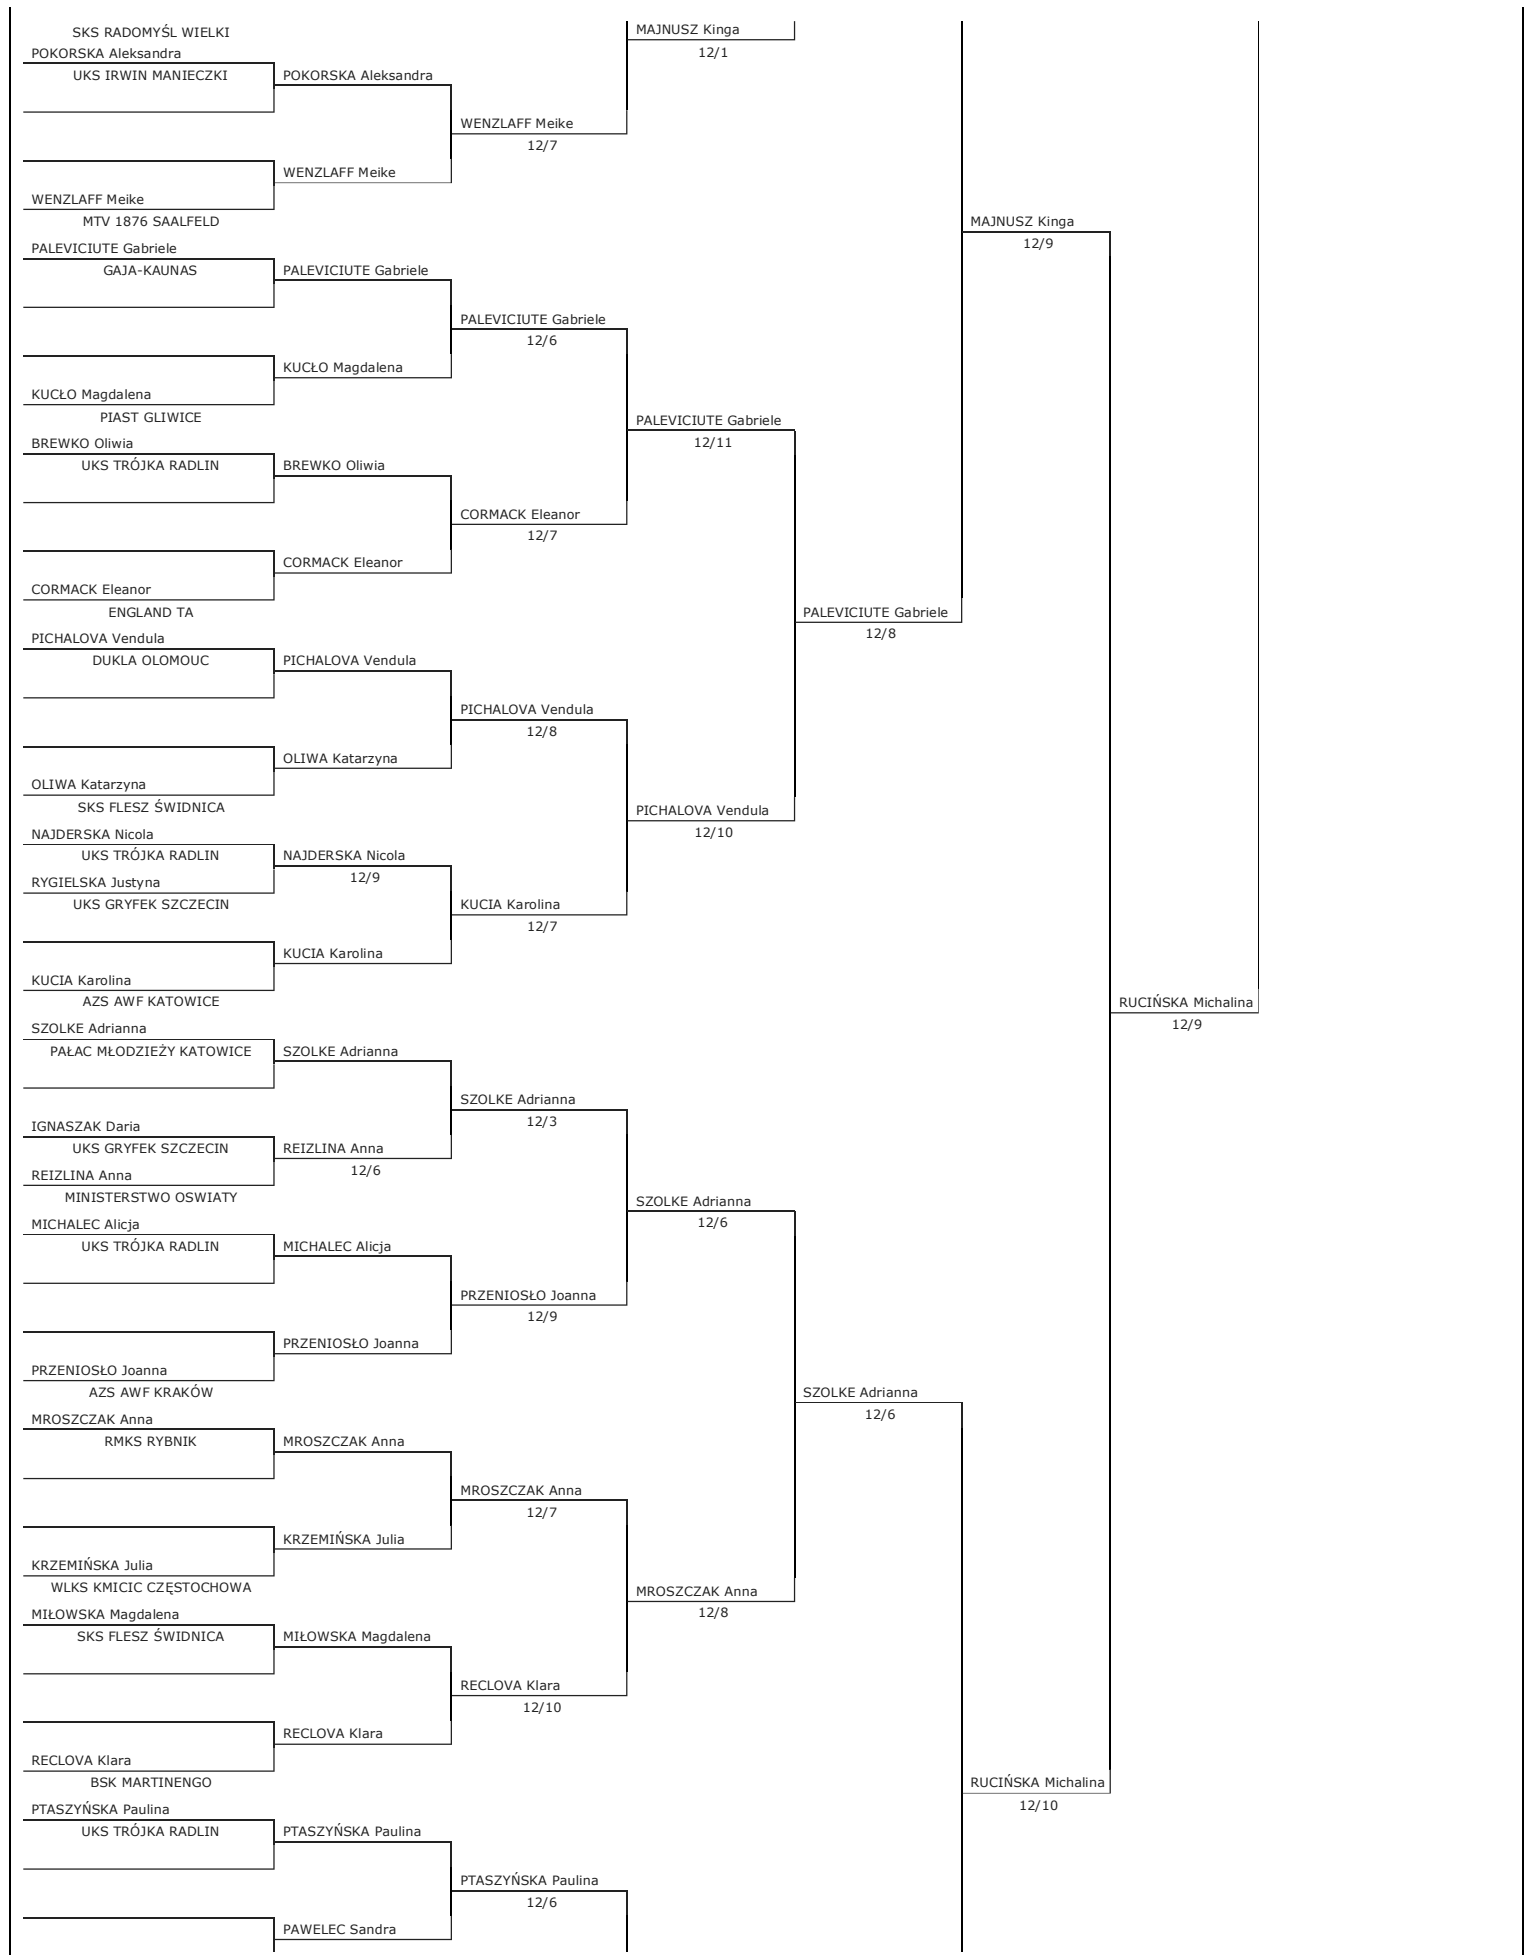 SKS RADOMYŚL WIELKI
MAJNUSZ Kinga
12/1
POKORSKA Aleksandra
UKS IRWIN MANIECZKI
POKORSKA Aleksandra
WENZLAFF Meike
12/7
WENZLAFF Meike
WENZLAFF Meike
MTV 1876 SAALFELD
MAJNUSZ Kinga
12/9
PALEVICIUTE Gabriele
GAJA-KAUNAS
PALEVICIUTE Gabriele
PALEVICIUTE Gabriele
12/6
KUCŁO Magdalena
KUCŁO Magdalena
PIAST GLIWICE
PALEVICIUTE Gabriele
12/11
BREWKO Oliwia
UKS TRÓJKA RADLIN
BREWKO Oliwia
CORMACK Eleanor
12/7
CORMACK Eleanor
CORMACK Eleanor
ENGLAND TA
PALEVICIUTE Gabriele
12/8
PICHALOVA Vendula
DUKLA OLOMOUC
PICHALOVA Vendula
PICHALOVA Vendula
12/8
OLIWA Katarzyna
OLIWA Katarzyna
SKS FLESZ ŚWIDNICA
PICHALOVA Vendula
12/10
NAJDERSKA Nicola
UKS TRÓJKA RADLIN
NAJDERSKA Nicola
12/9
RYGIELSKA Justyna
UKS GRYFEK SZCZECIN
KUCIA Karolina
12/7
KUCIA Karolina
KUCIA Karolina
AZS AWF KATOWICE
RUCIŃSKA Michalina
12/9
SZOLKE Adrianna
PAŁAC MŁODZIEŻY KATOWICE
SZOLKE Adrianna
SZOLKE Adrianna
12/3
IGNASZAK Daria
UKS GRYFEK SZCZECIN
REIZLINA Anna
12/6
REIZLINA Anna
MINISTERSTWO OSWIATY
SZOLKE Adrianna
12/6
MICHALEC Alicja
UKS TRÓJKA RADLIN
MICHALEC Alicja
PRZENIOSŁO Joanna
12/9
PRZENIOSŁO Joanna
PRZENIOSŁO Joanna
AZS AWF KRAKÓW
SZOLKE Adrianna
12/6
MROSZCZAK Anna
RMKS RYBNIK
MROSZCZAK Anna
MROSZCZAK Anna
12/7
KRZEMIŃSKA Julia
KRZEMIŃSKA Julia
WLKS KMICIC CZĘSTOCHOWA
MROSZCZAK Anna
12/8
MIŁOWSKA Magdalena
SKS FLESZ ŚWIDNICA
MIŁOWSKA Magdalena
RECLOVA Klara
12/10
RECLOVA Klara
RECLOVA Klara
BSK MARTINENGO
RUCIŃSKA Michalina
12/10
PTASZYŃSKA Paulina
UKS TRÓJKA RADLIN
PTASZYŃSKA Paulina
PTASZYŃSKA Paulina
12/6
PAWELEC Sandra